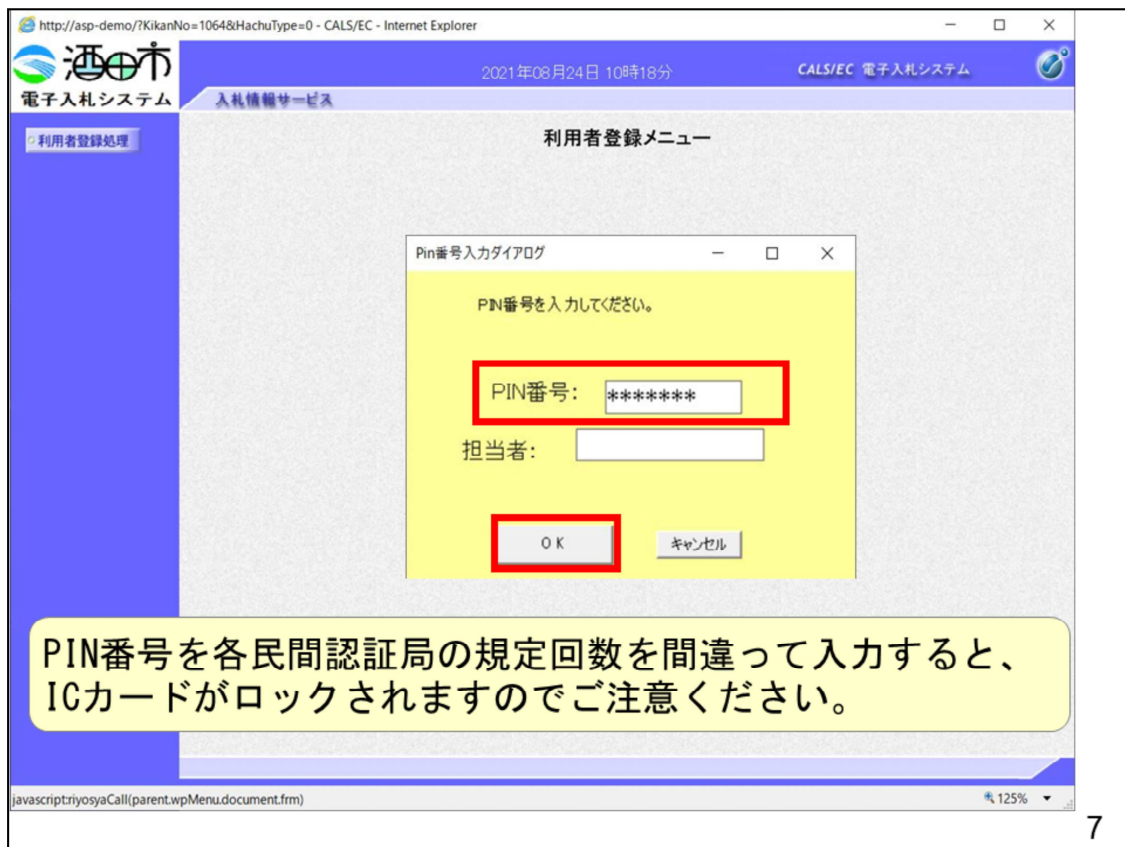 http://asp-demo/?KikanNo=1064&HachuType=0 - CALS/EC - Internet Explorer
酒田市
電子入札システム
2021年08月24日 10時18分
CALS/EC 電子入札システム
入札情報サービス
利用者登録処理
利用者登録メニュー
Pin番号入力ダイアログ
PIN番号を入力してください。
PIN番号: *******
担当者:
OK
キャンセル
PIN番号を各民間認証局の規定回数を間違って入力すると、
ICカードがロックされますのでご注意ください。
javascript:riyosyaCall(parent.wpMenu.document.frm)
125%
7